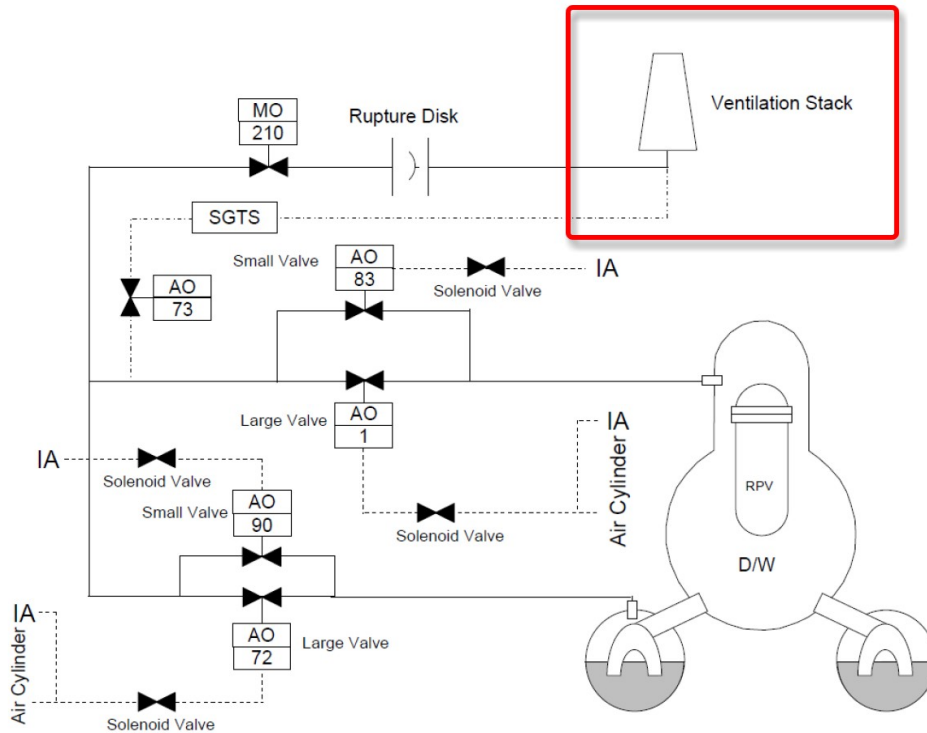 Ventilation Stack
MO
210
Rupture Disk
SGTS
Small Valve
AO
83
IA
Solenoid Valve
AO
73
Large Valve
AO
1
IA
Air Cylinder
Solenoid Valve
IA
Solenoid Valve
Small Valve
AO
90
RPV
D/W
IA
Air Cylinder
AO
72
Large Valve
Solenoid Valve